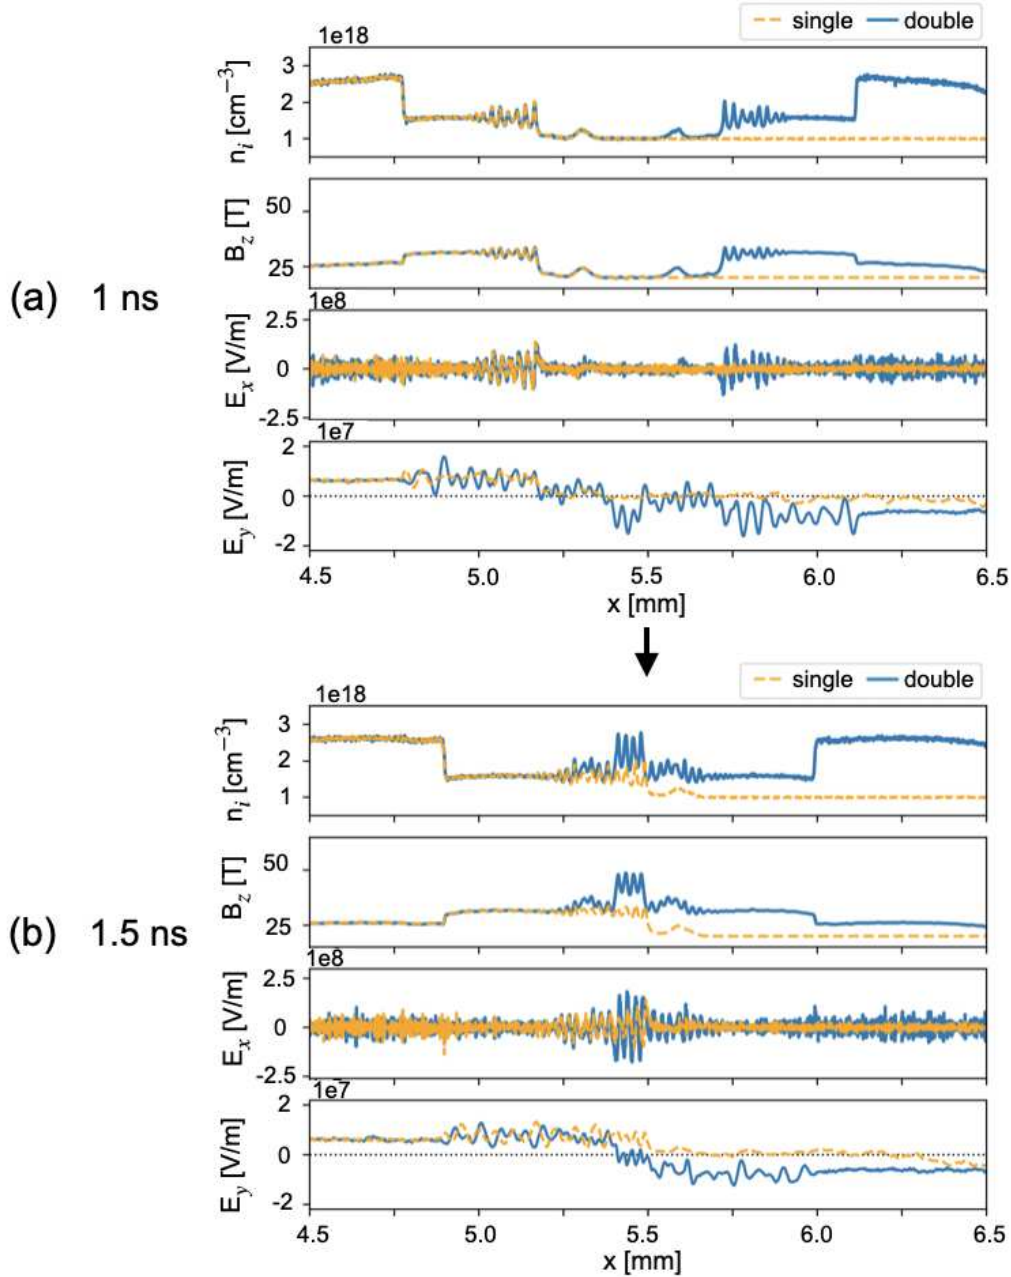 single double
1e18
3
2
1
n_i [cm^−3]
50
25
B_z [T]
(a) 1 ns
1e8
2.5
0
-2.5
E_x [V/m]
1e7
2
0
-2
E_y [V/m]
4.5 5.0 5.5 6.0 6.5
x [mm]
single double
1e18
3
2
1
n_i [cm^−3]
50
25
B_z [T]
(b) 1.5 ns
1e8
2.5
0
-2.5
E_x [V/m]
1e7
2
0
-2
E_y [V/m]
4.5 5.0 5.5 6.0 6.5
x [mm]